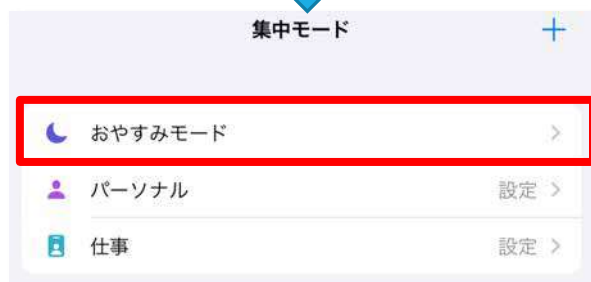 集中モード
おやすみモード
パーソナル 設定
仕事 設定